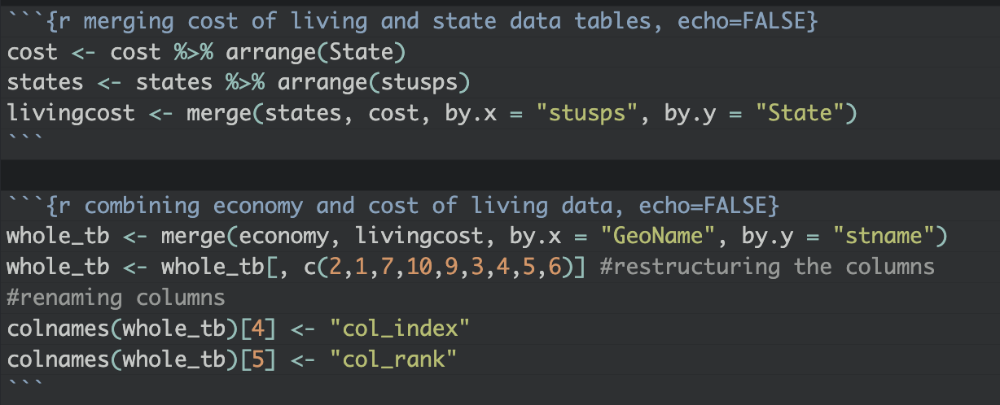 ```{r merging cost of living and state data tables, echo=FALSE}
cost <- cost %>% arrange(State)
states <- states %>% arrange(stusps)
livingcost <- merge(states, cost, by.x = "stusps", by.y = "State")
```
```{r combining economy and cost of living data, echo=FALSE}
whole_tb <- merge(economy, livingcost, by.x = "GeoName", by.y = "stname")
whole_tb <- whole_tb[, c(2,1,7,10,9,3,4,5,6)] #restructuring the columns
#renaming columns
colnames(whole_tb)[4] <- "col_index"
colnames(whole_tb)[5] <- "col_rank"
```